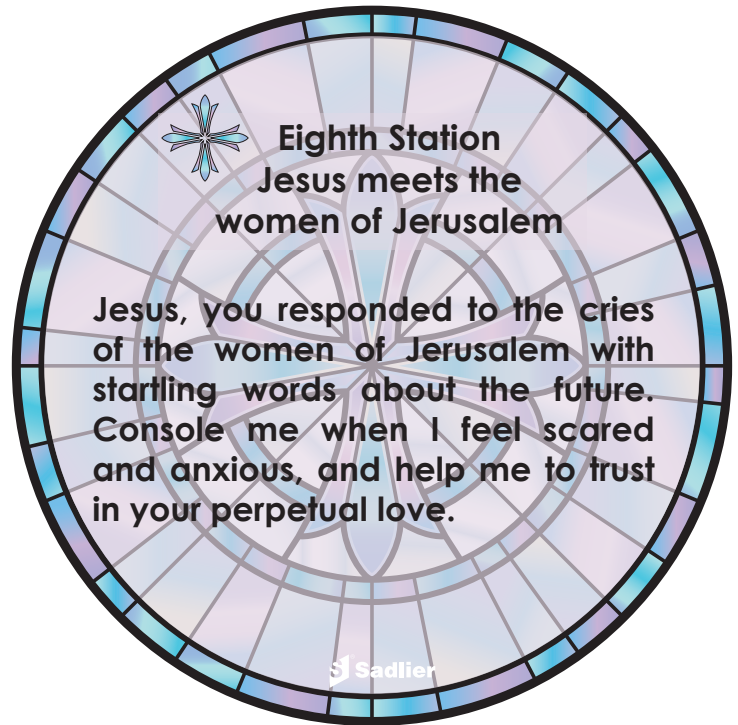 Eighth Station
Jesus meets the
women of Jerusalem
Jesus, you responded to the cries
of the women of Jerusalem with
startling words about the future.
Console me when I feel scared
and anxious, and help me to trust
in your perpetual love.
Sadlier